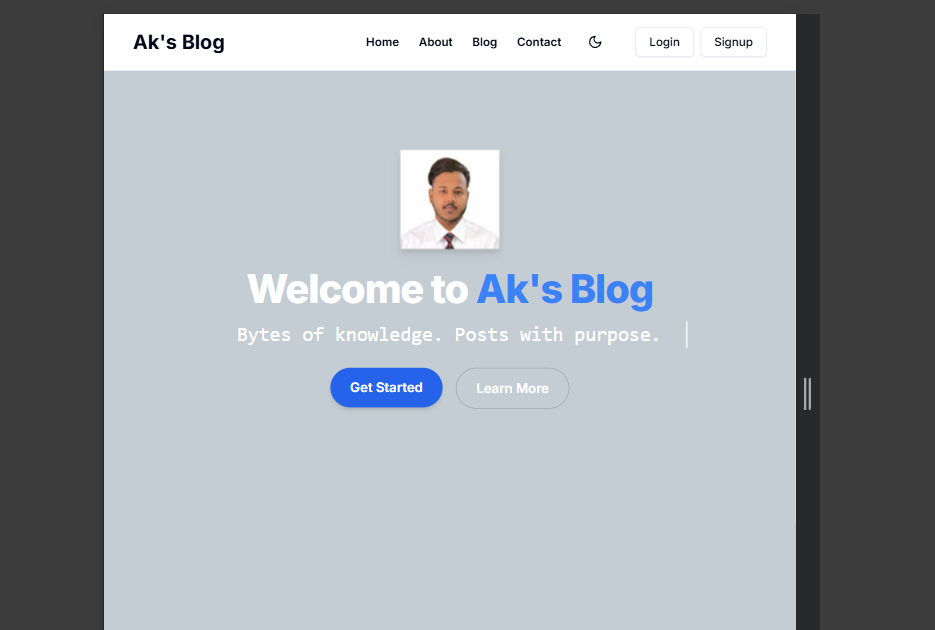 Ak's Blog
Home About Blog Contact Login Signup
Welcome to Ak's Blog
Bytes of knowledge. Posts with purpose.
Get Started Learn More